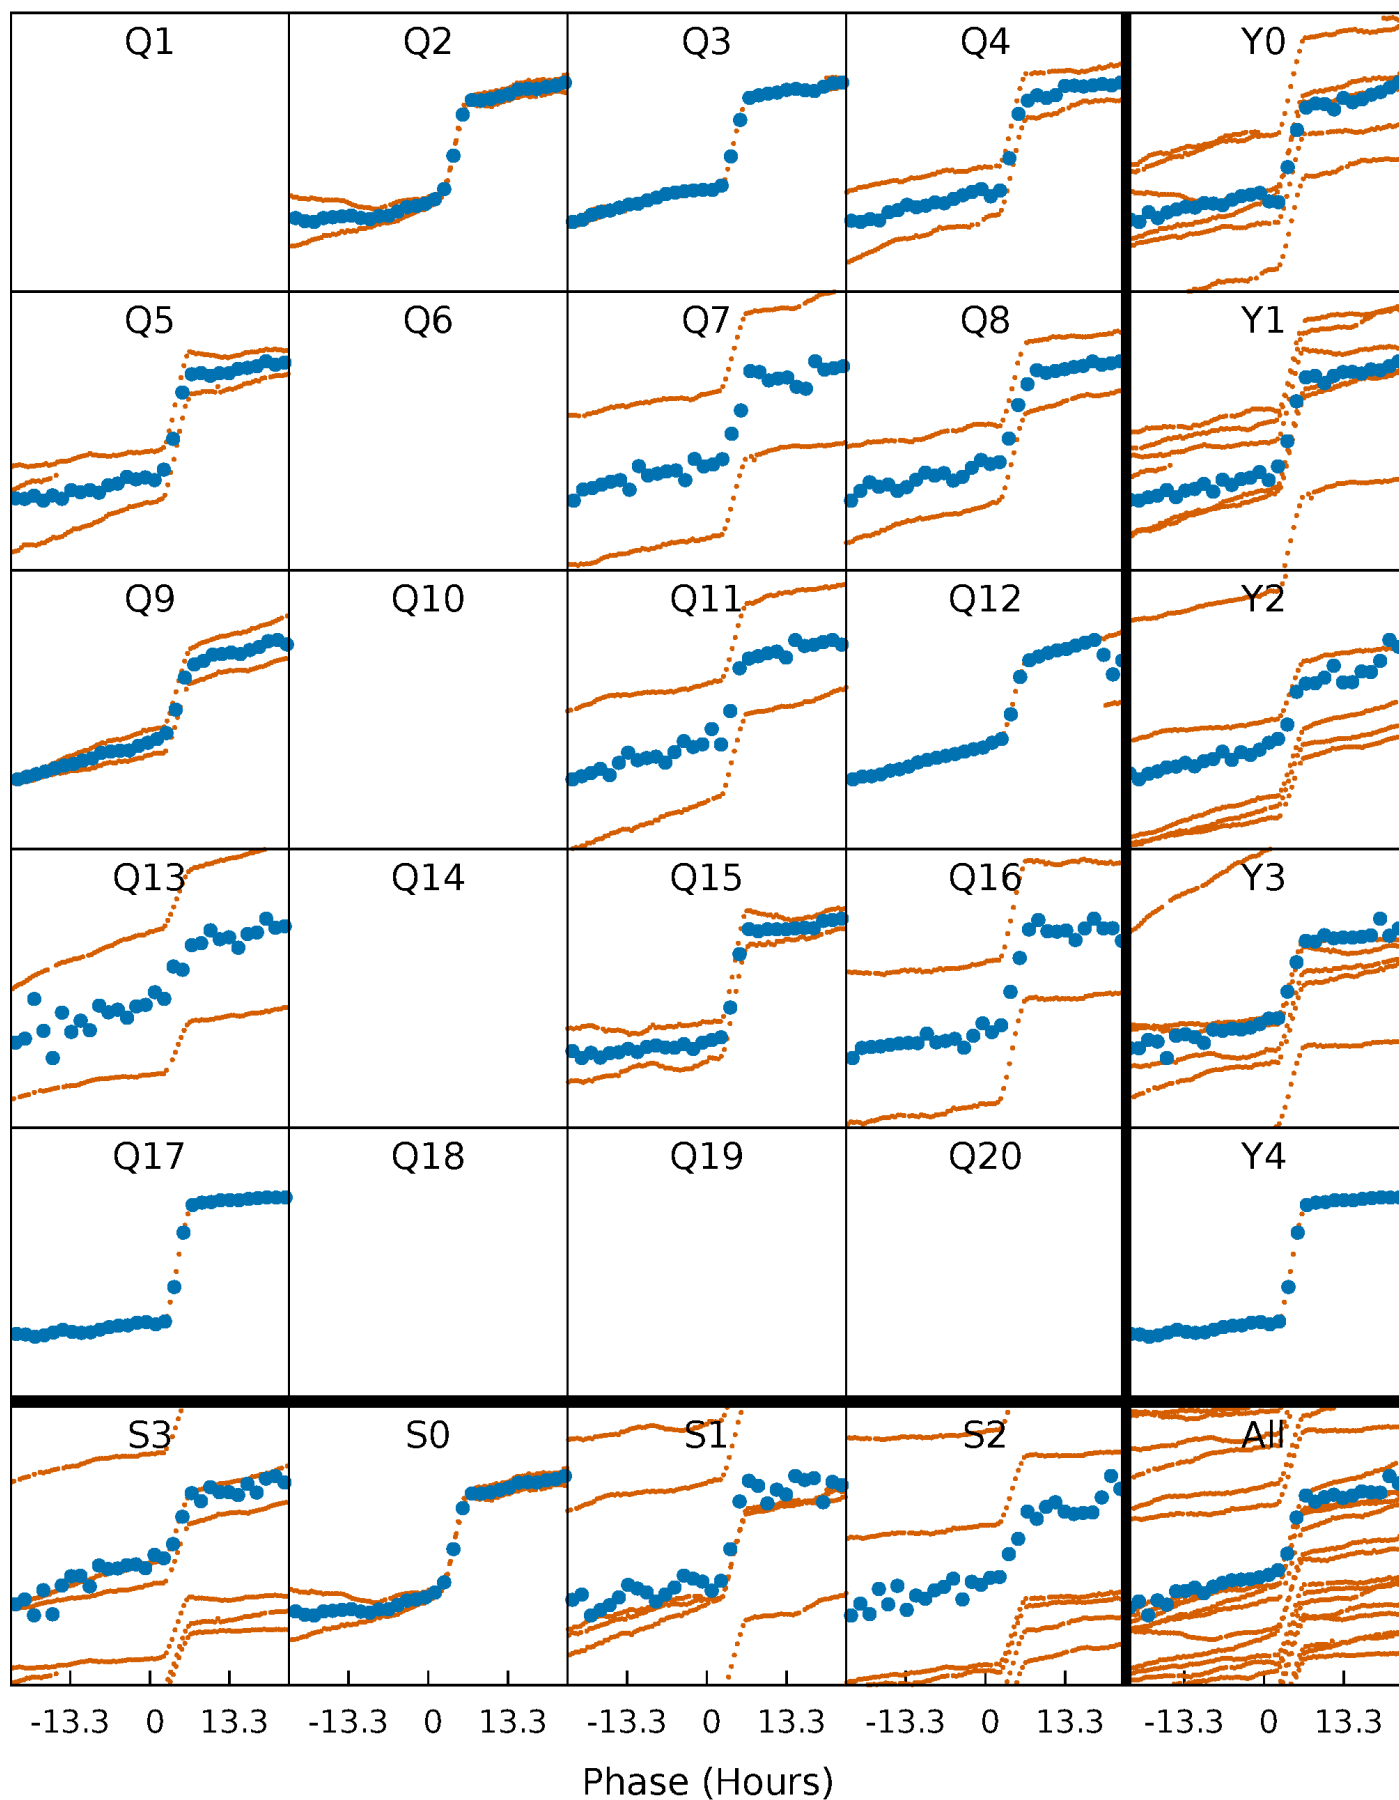 Q1 Q2 Q3 Q4 Y0
Q5 Q6 Q7 Q8 Y1
Q9 Q10 Q11 Q12 Y2
Q13 Q14 Q15 Q16 Y3
Q17 Q18 Q19 Q20 Y4
S3 S0 S1 S2 All
-13.3 0 13.3 -13.3 0 13.3 -13.3 0 13.3 -13.3 0 13.3 -13.3 0 13.3
Phase (Hours)